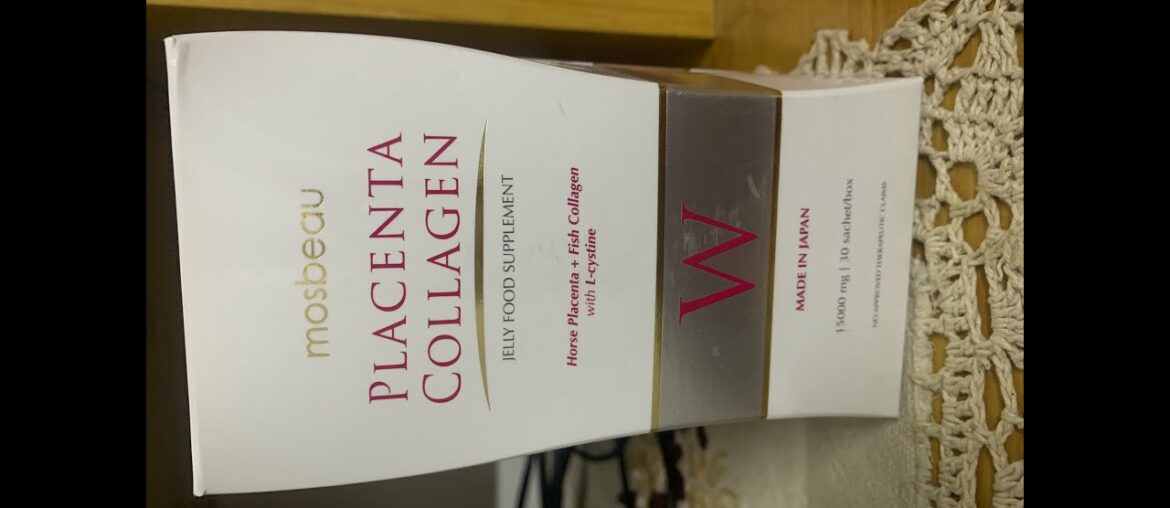 mosbeau
PLACENTA
COLLAGEN
JELLY FOOD SUPPLEMENT
Horse Placenta + Fish Collagen
with L-cystine
W
MADE IN JAPAN
15000 mg | 30 sachet/box
NO APPROVED THERAPEUTIC CLAIMS